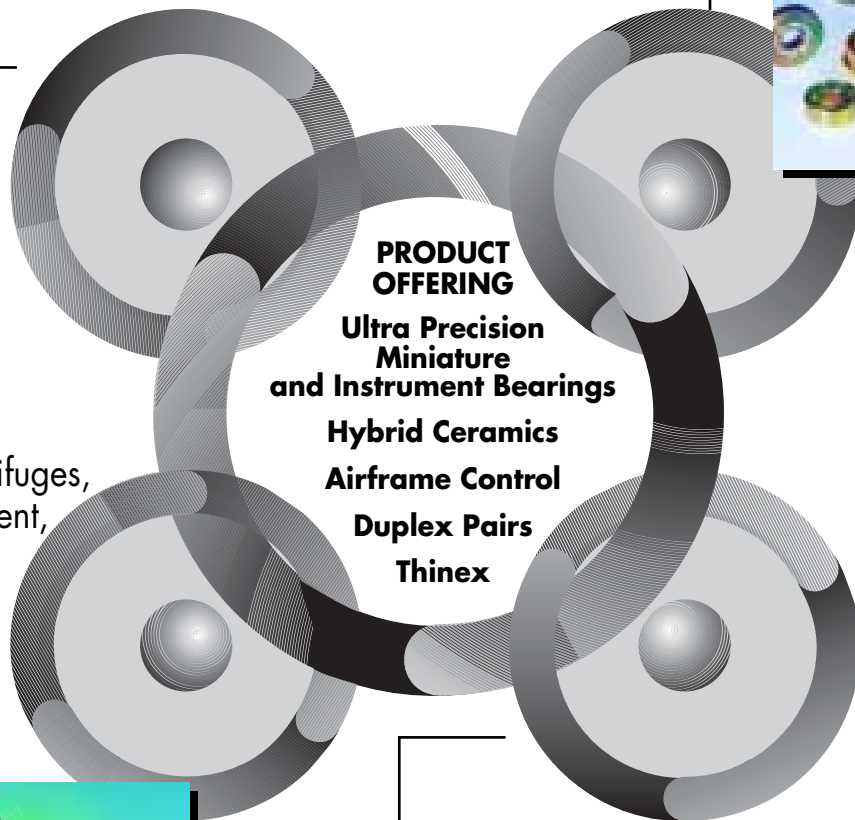 PRODUCT
OFFERING
Ultra Precision
Miniature
and Instrument Bearings
Hybrid Ceramics
Airframe Control
Duplex Pairs
Thinex